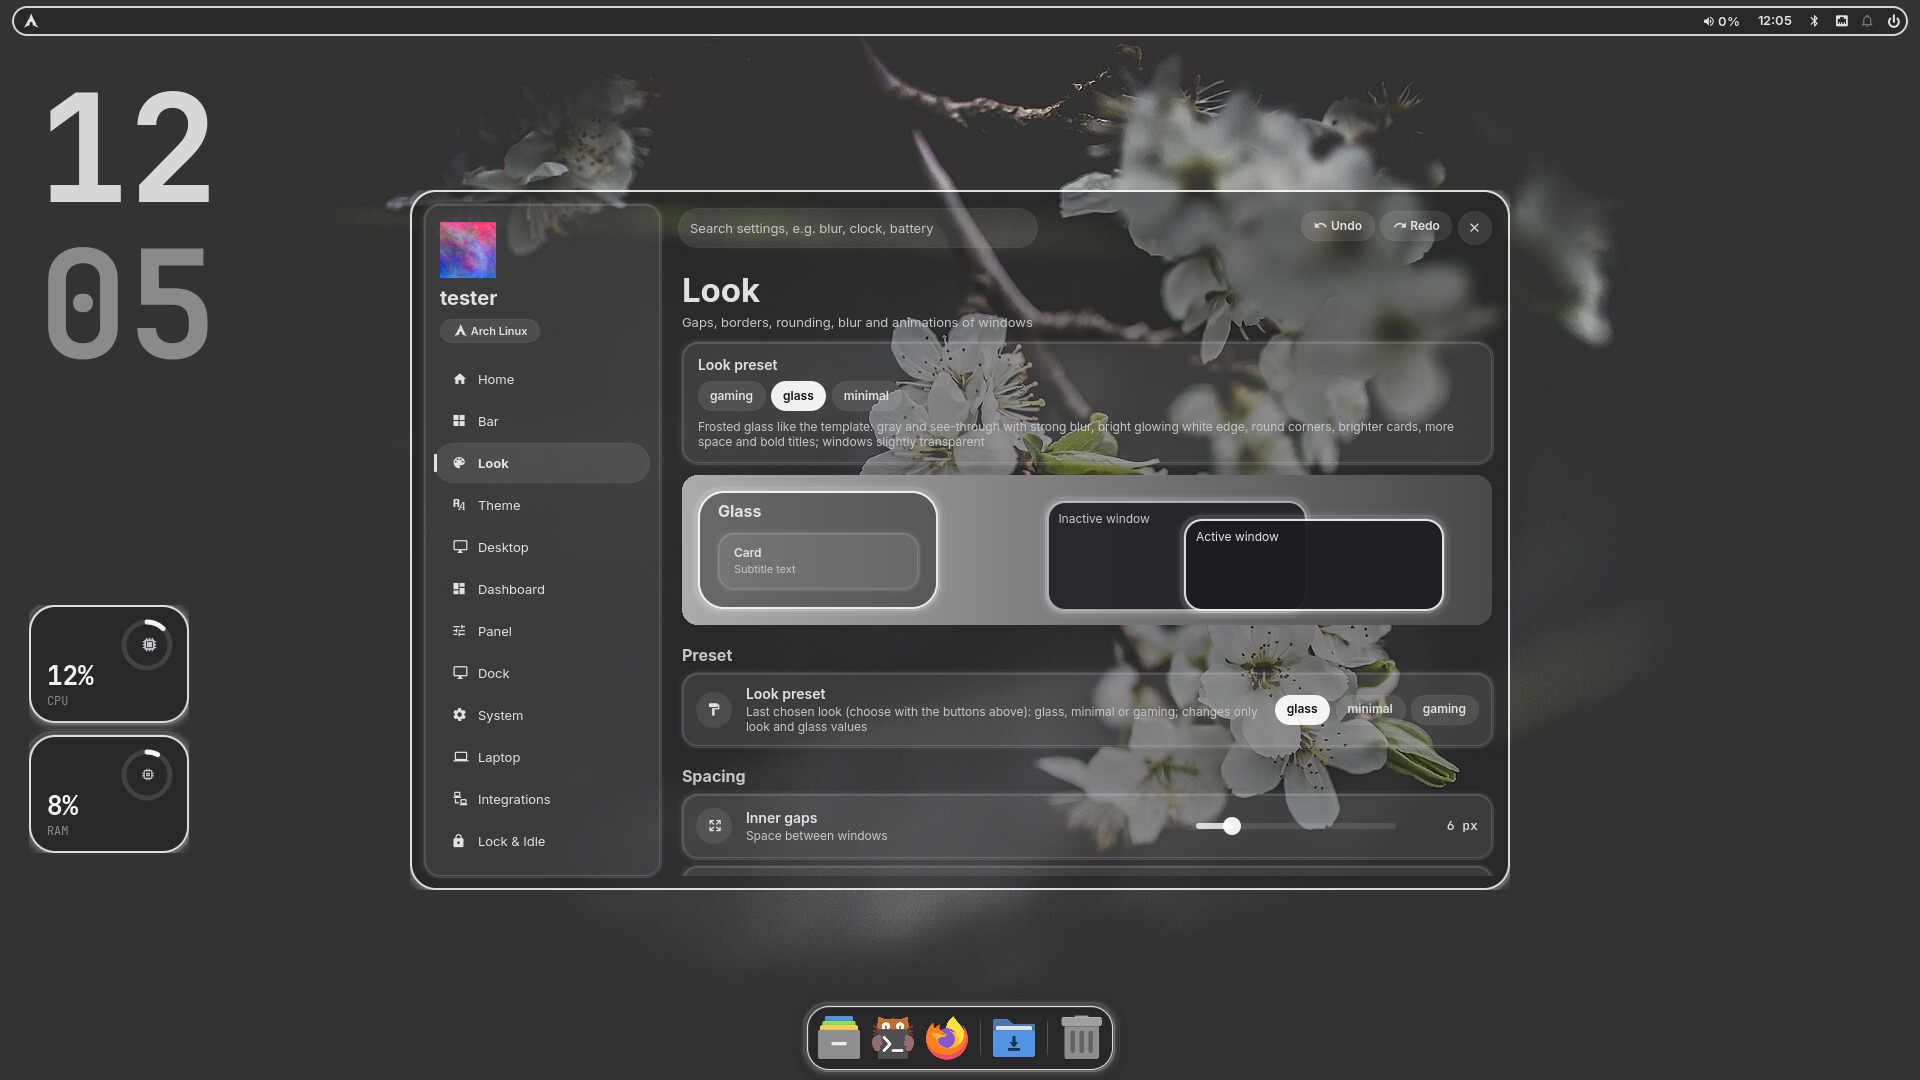 0%
12:05
12
05
12%
CPU
8%
RAM
tester
Arch Linux
Home
Bar
Look
Theme
Desktop
Dashboard
Panel
Dock
System
Laptop
Integrations
Lock & Idle
Search settings, e.g. blur, clock, battery
Undo
Redo
Look
Gaps, borders, rounding, blur and animations of windows
Look preset
gaming
glass
minimal
Frosted glass like the template: gray and see-through with strong blur, bright glowing white edge, round corners, brighter cards, more
space and bold titles; windows slightly transparent
Glass
Card
Subtitle text
Inactive window
Active window
Preset
Look preset
Last chosen look (choose with the buttons above): glass, minimal or gaming; changes only
look and glass values
glass
minimal
gaming
Spacing
Inner gaps
Space between windows
6 px